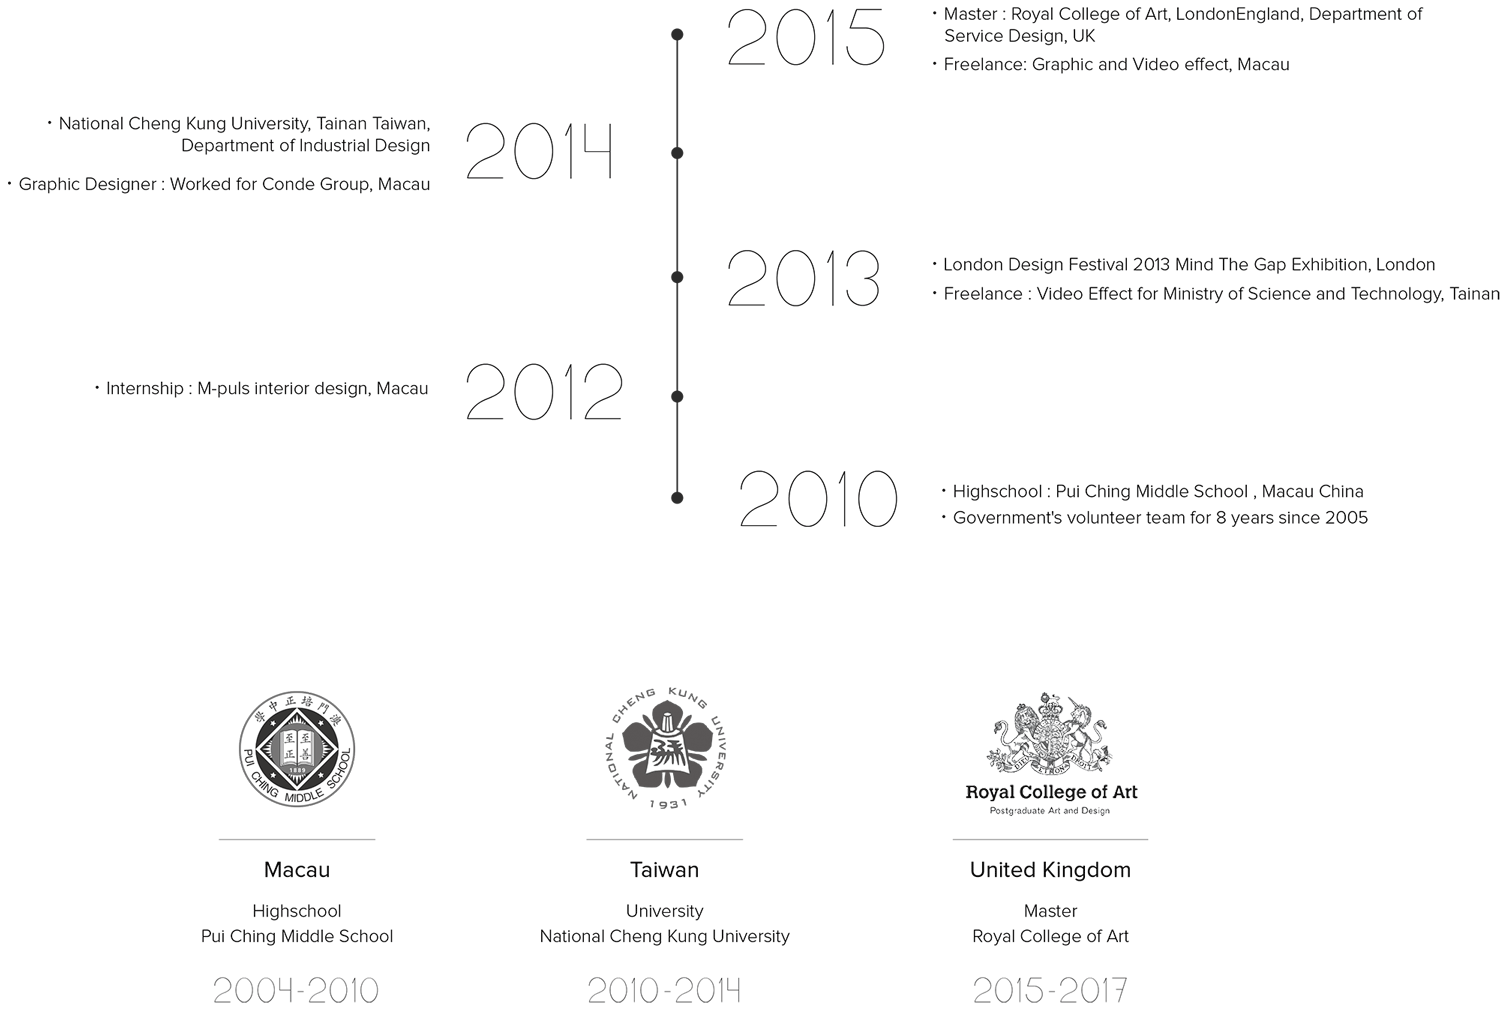 2015
• Master : Royal College of Art, LondonEngland, Department of
Service Design, UK
• Freelance: Graphic and Video effect, Macau
• National Cheng Kung University, Tainan Taiwan,
Department of Industrial Design
2014
• Graphic Designer : Worked for Conde Group, Macau
2013
• London Design Festival 2013 Mind The Gap Exhibition, London
• Freelance : Video Effect for Ministry of Science and Technology, Tainan
• Internship : M-puls interior design, Macau
2012
2010
• Highschool : Pui Ching Middle School , Macau China
• Government's volunteer team for 8 years since 2005
學中正培門澳
至至
正善
1889
PUI CHING MIDDLE SCHOOL
NATIONAL CHENG KUNG UNIVERSITY
1931
DIEU ET MON DROIT
Royal College of Art
Postgraduate Art and Design
Macau
Highschool
Pui Ching Middle School
2004-2010
Taiwan
University
National Cheng Kung University
2010-2014
United Kingdom
Master
Royal College of Art
2015-2017